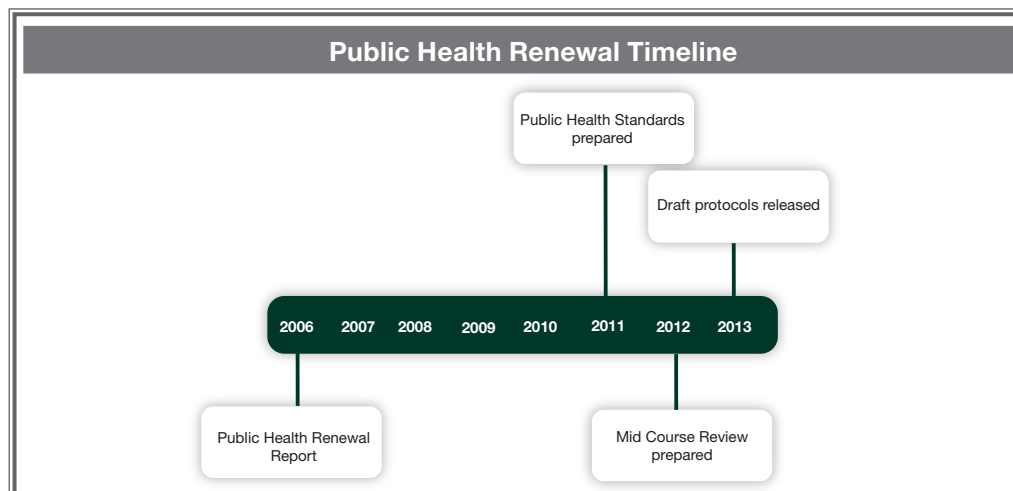 Public Health Renewal Timeline
Public Health Standards
prepared
Draft protocols released
2006 2007 2008 2009 2010 2011 2012 2013
Public Health Renewal
Report
Mid Course Review
prepared